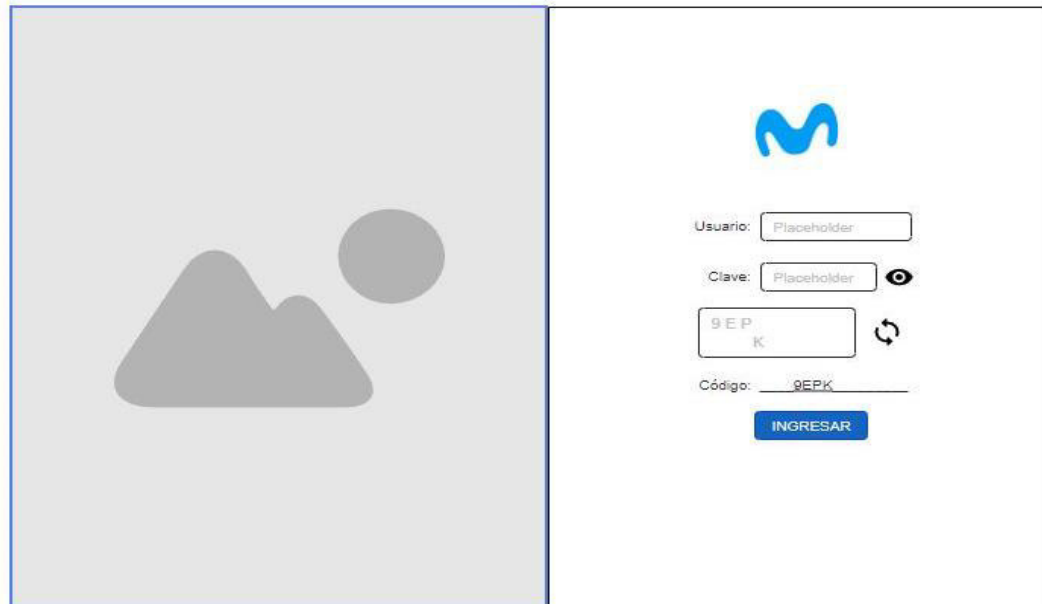 Usuario: Placeholder
Clave: Placeholder
9 E P
K
Código: 9EPK
INGRESAR